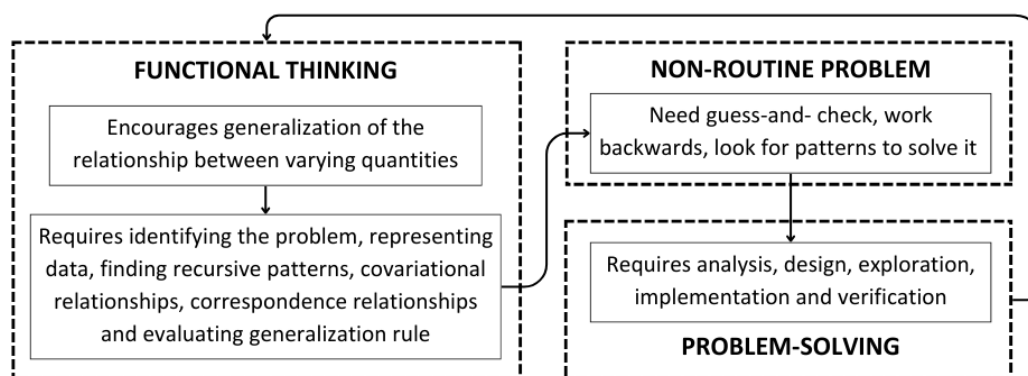 FUNCTIONAL THINKING
Encourages generalization of the
relationship between varying quantities
Requires identifying the problem, representing
data, finding recursive patterns, covariational
relationships, correspondence relationships
and evaluating generalization rule
NON-ROUTINE PROBLEM
Need guess-and- check, work
backwards, look for patterns to solve it
Requires analysis, design, exploration,
implementation and verification
PROBLEM-SOLVING